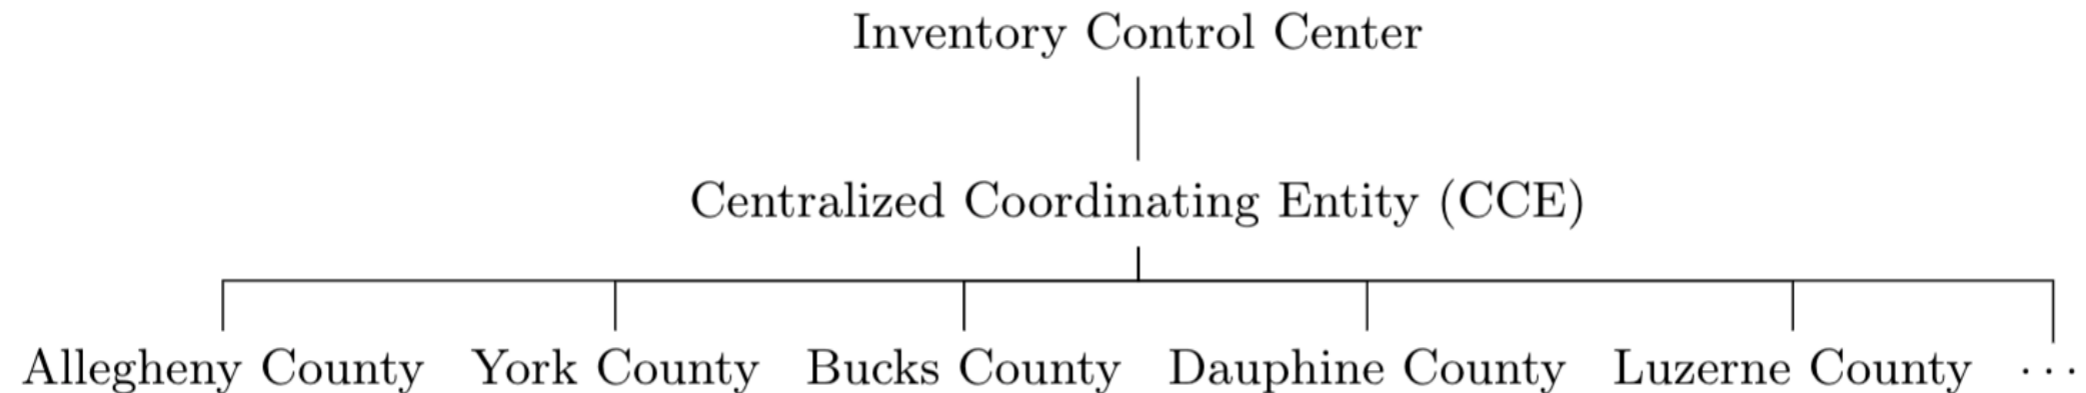 Inventory Control Center
Centralized Coordinating Entity (CCE)
Allegheny County York County Bucks County Dauphine County Luzerne County ···